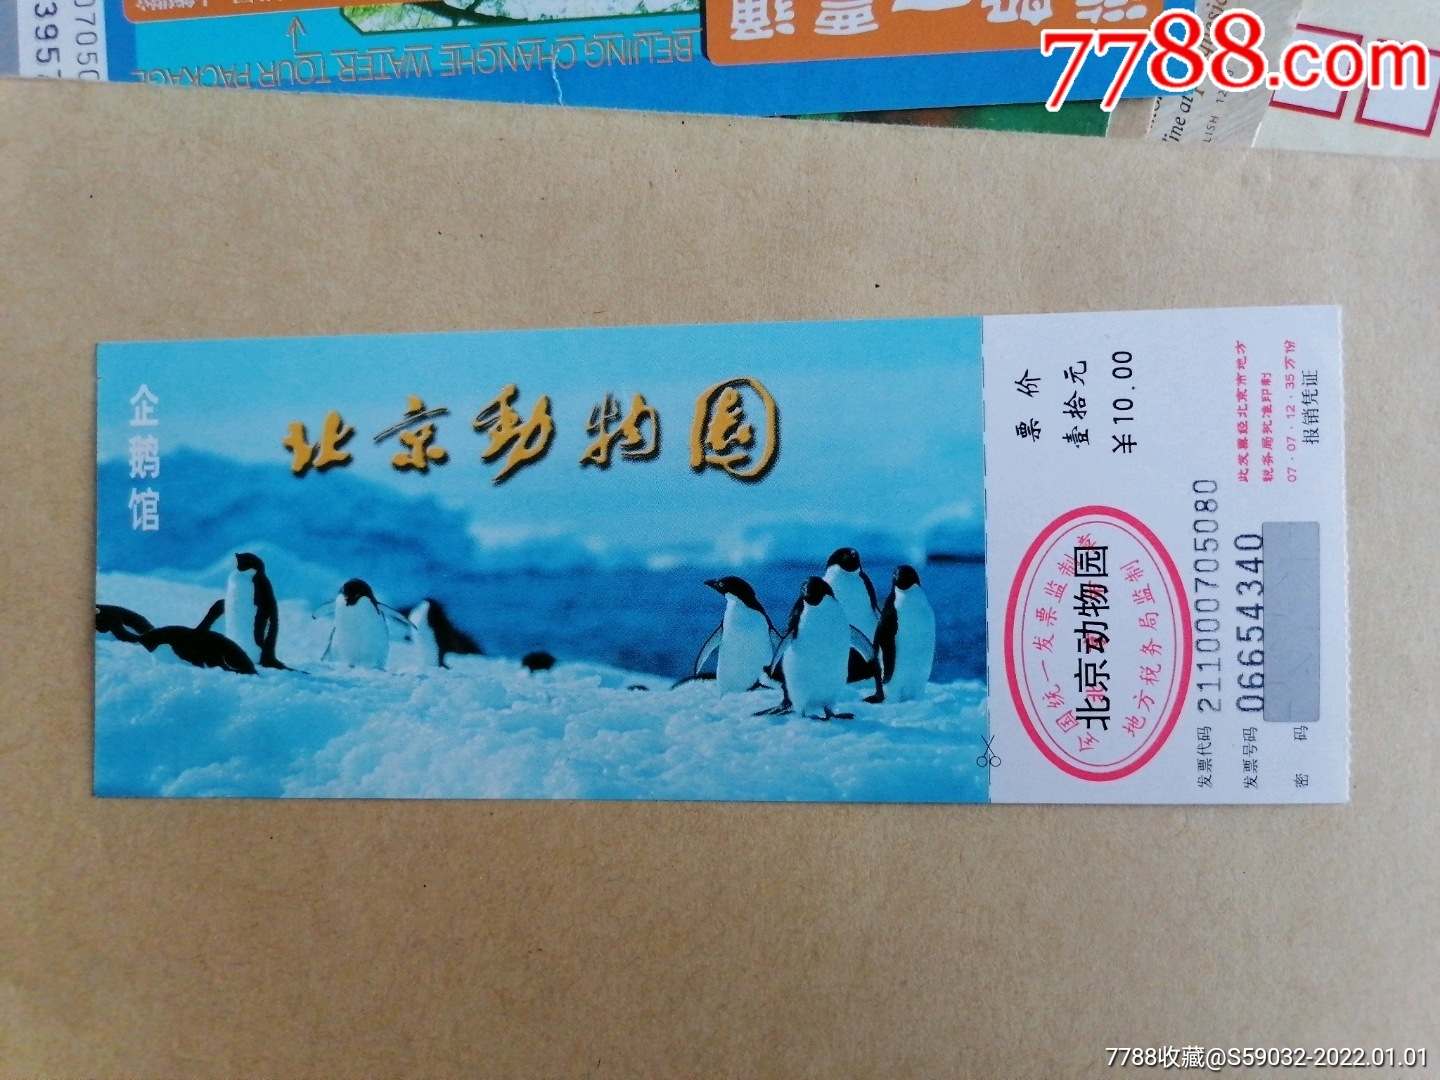 3957
07050
BEIJING CHANGHE WATER TOUR PACKAGE
7788.com
企鹅馆
北京動物園
票价
壹拾元
¥10.00
全国统一发票监制章
北京
地方税务局监制
北京动物园
发票代码 211000705080
发票号码 06654340
密码
此发票经北京市地方
税务局批准印制
07·07·12·35万份
报销凭证
7788收藏@S59032-2022.01.01